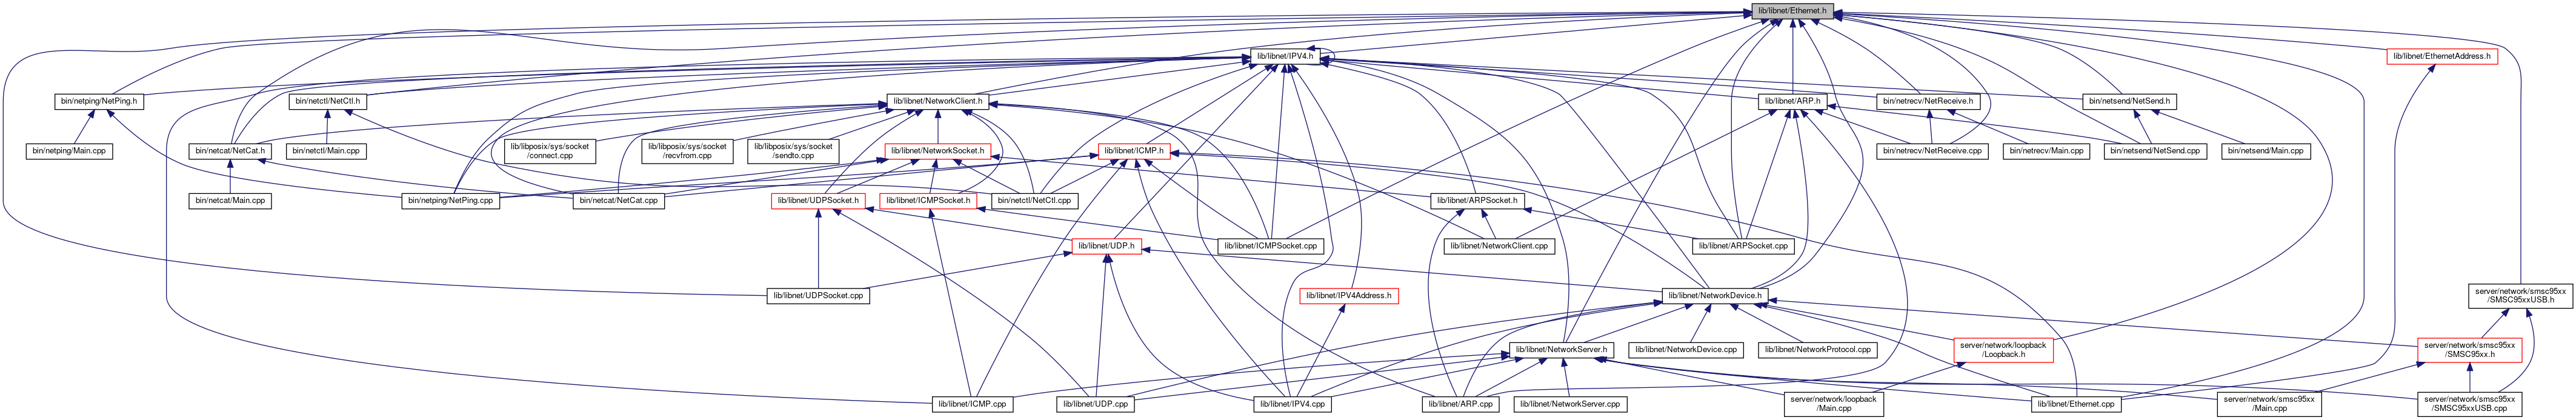 lib/libnet/Ethernet.h
lib/libnet/IPV4.h
lib/libnet/EthernetAddress.h
bin/netping/NetPing.h
bin/netctl/NetCtl.h
lib/libnet/NetworkClient.h
lib/libnet/ARP.h
bin/netrecv/NetReceive.h
bin/netsend/NetSend.h
bin/netping/Main.cpp
bin/netcat/NetCat.h
bin/netctl/Main.cpp
lib/libposix/sys/socket
/connect.cpp
lib/libposix/sys/socket
/recvfrom.cpp
lib/libposix/sys/socket
/sendto.cpp
lib/libnet/NetworkSocket.h
lib/libnet/ICMP.h
bin/netrecv/NetReceive.cpp
bin/netrecv/Main.cpp
bin/netsend/NetSend.cpp
bin/netsend/Main.cpp
bin/netcat/Main.cpp
bin/netping/NetPing.cpp
bin/netcat/NetCat.cpp
lib/libnet/UDPSocket.h
lib/libnet/ICMPSocket.h
bin/netctl/NetCtl.cpp
lib/libnet/ARPSocket.h
lib/libnet/UDP.h
lib/libnet/ICMPSocket.cpp
lib/libnet/NetworkClient.cpp
lib/libnet/ARPSocket.cpp
lib/libnet/UDPSocket.cpp
lib/libnet/IPV4Address.h
lib/libnet/NetworkDevice.h
server/network/smsc95xx
/SMSC95xxUSB.h
lib/libnet/NetworkServer.h
lib/libnet/NetworkDevice.cpp
lib/libnet/NetworkProtocol.cpp
server/network/loopback
/Loopback.h
server/network/smsc95xx
/SMSC95xx.h
lib/libnet/ICMP.cpp
lib/libnet/UDP.cpp
lib/libnet/IPV4.cpp
lib/libnet/ARP.cpp
lib/libnet/NetworkServer.cpp
server/network/loopback
/Main.cpp
lib/libnet/Ethernet.cpp
server/network/smsc95xx
/Main.cpp
server/network/smsc95xx
/SMSC95xxUSB.cpp